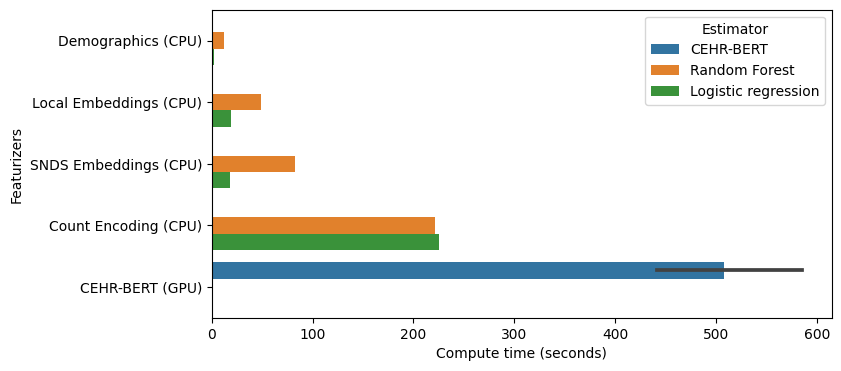 Estimator
CEHR-BERT
Random Forest
Logistic regression
Featurizers
Demographics (CPU)
Local Embeddings (CPU)
SNDS Embeddings (CPU)
Count Encoding (CPU)
CEHR-BERT (GPU)
0 100 200 300 400 500 600
Compute time (seconds)